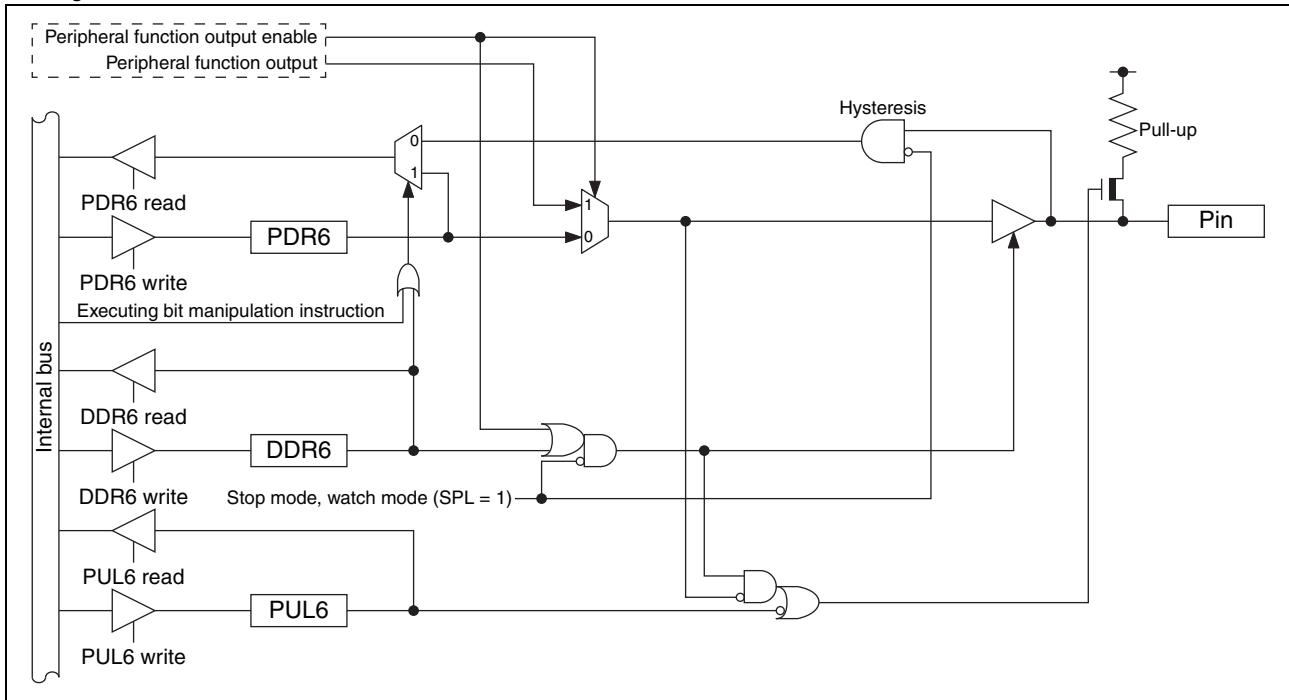 Peripheral function output enable
Peripheral function output
Hysteresis
Pull-up
0
1
PDR6 read
1
PDR6
0
Pin
PDR6 write
Executing bit manipulation instruction
Internal bus
DDR6 read
DDR6
DDR6 write
Stop mode, watch mode (SPL = 1)
PUL6 read
PUL6
PUL6 write